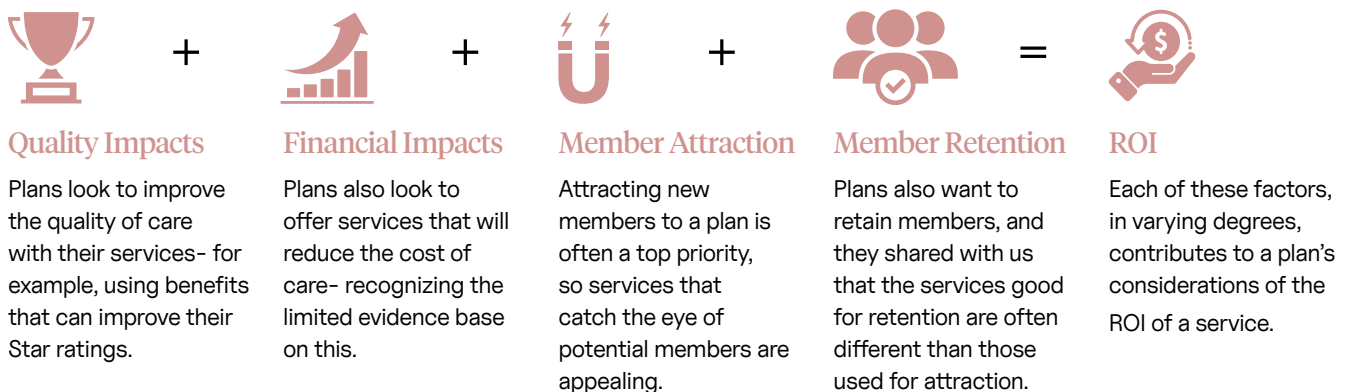 +
+
+
=
$
Quality Impacts
Plans look to improve
the quality of care
with their services- for
example, using benefits
that can improve their
Star ratings.
Financial Impacts
Plans also look to
offer services that will
reduce the cost of
care- recognizing the
limited evidence base
on this.
Member Attraction
Attracting new
members to a plan is
often a top priority,
so services that
catch the eye of
potential members are
appealing.
Member Retention
Plans also want to
retain members, and
they shared with us
that the services good
for retention are often
different than those
used for attraction.
ROI
Each of these factors,
in varying degrees,
contributes to a plan's
considerations of the
ROI of a service.